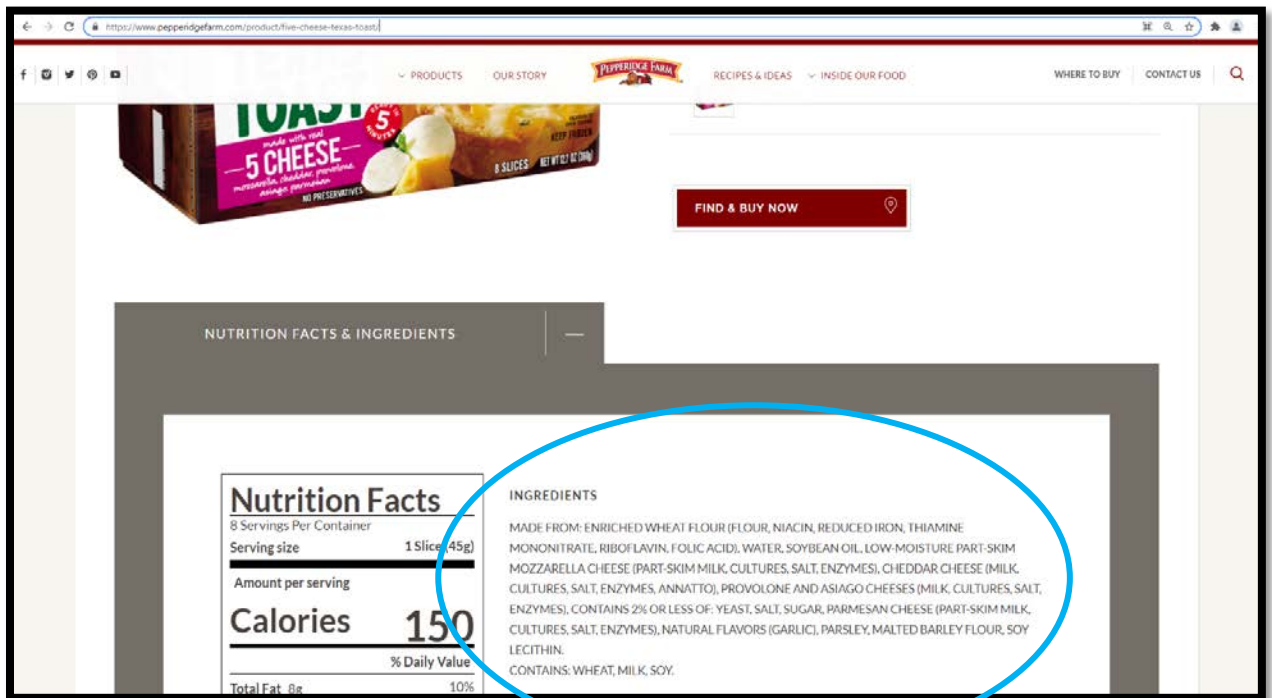 https://www.pepperidgefarm.com/product/five-cheese-texas-toast/
PRODUCTS
OUR STORY
PEPPERIDGE FARM
RECIPES & IDEAS
INSIDE OUR FOOD
WHERE TO BUY
CONTACT US
TOAST
5
MINUTES
made with real
5 CHEESE
mozzarella, cheddar, provolone,
asiago, parmesan
NO PRESERVATIVES
KEEP FROZEN
8 SLICES
NET WT 12.7 OZ (360g)
FIND & BUY NOW
NUTRITION FACTS & INGREDIENTS
Nutrition Facts
8 Servings Per Container
Serving size 1 Slice (45g)
Amount per serving
Calories 150
% Daily Value
Total Fat 8g 10%
INGREDIENTS
MADE FROM: ENRICHED WHEAT FLOUR (FLOUR, NIACIN, REDUCED IRON, THIAMINE
MONONITRATE, RIBOFLAVIN, FOLIC ACID), WATER, SOYBEAN OIL, LOW-MOISTURE PART-SKIM
MOZZARELLA CHEESE (PART-SKIM MILK, CULTURES, SALT, ENZYMES), CHEDDAR CHEESE (MILK,
CULTURES, SALT, ENZYMES, ANNATTO), PROVOLONE AND ASIAGO CHEESES (MILK, CULTURES, SALT,
ENZYMES), CONTAINS 2% OR LESS OF: YEAST, SALT, SUGAR, PARMESAN CHEESE (PART-SKIM MILK,
CULTURES, SALT, ENZYMES), NATURAL FLAVORS (GARLIC), PARSLEY, MALTED BARLEY FLOUR, SOY
LECITHIN.
CONTAINS: WHEAT, MILK, SOY.